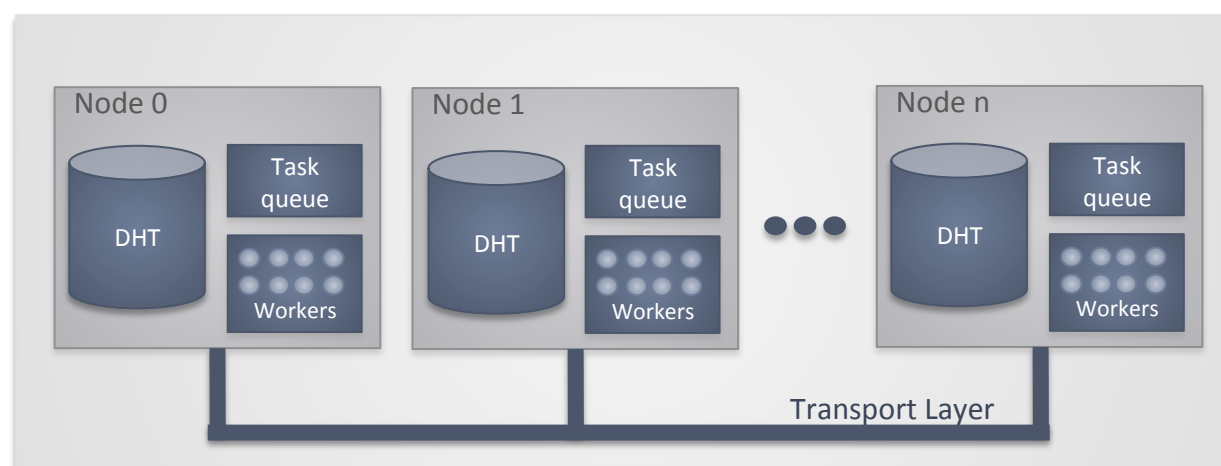 Node 0
Task
queue
DHT
Workers
Node 1
Task
queue
DHT
Workers
Node n
Task
queue
DHT
Workers
Transport Layer